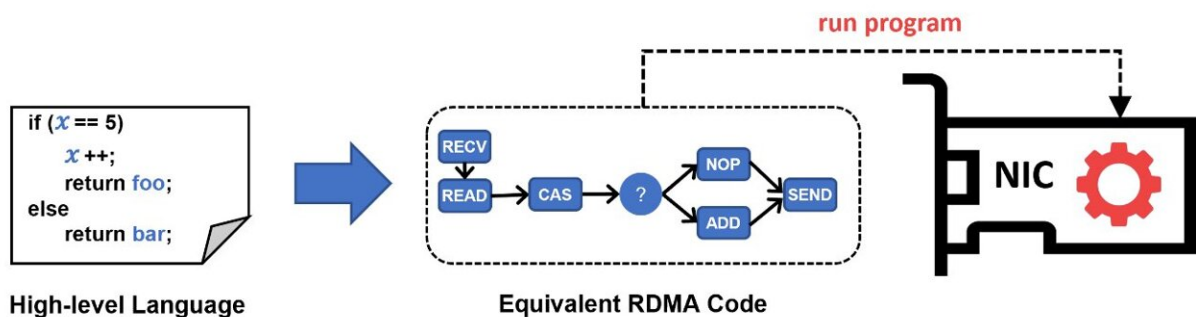 run program
if (x == 5)
x ++;
return foo;
else
return bar;
RECV
READ
CAS
?
NOP
ADD
SEND
NIC
High-level Language
Equivalent RDMA Code